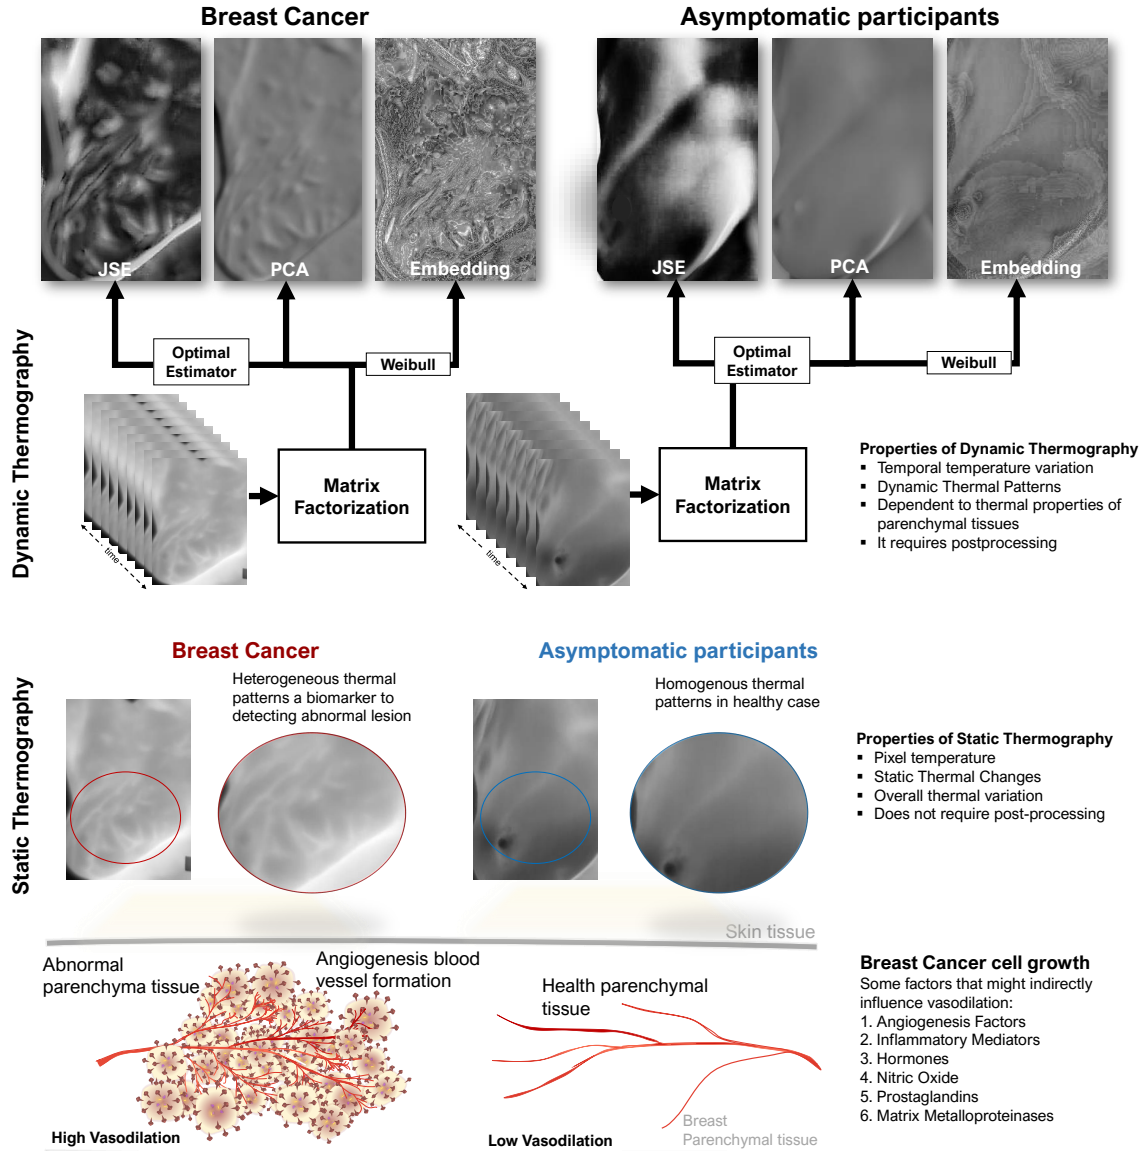 Breast Cancer
Asymptomatic participants
JSE
PCA
Embedding
JSE
PCA
Embedding
Dynamic Thermography
Optimal
Estimator
Weibull
Optimal
Estimator
Weibull
Matrix
Factorization
time
Matrix
Factorization
time
Properties of Dynamic Thermography
▪ Temporal temperature variation
▪ Dynamic Thermal Patterns
▪ Dependent to thermal properties of
parenchymal tissues
▪ It requires postprocessing
Static Thermography
Breast Cancer
Heterogeneous thermal
patterns a biomarker to
detecting abnormal lesion
Asymptomatic participants
Homogenous thermal
patterns in healthy case
Properties of Static Thermography
▪ Pixel temperature
▪ Static Thermal Changes
▪ Overall thermal variation
▪ Does not require post-processing
Skin tissue
Abnormal
parenchyma tissue
Angiogenesis blood
vessel formation
High Vasodilation
Health parenchymal
tissue
Low Vasodilation
Breast
Parenchymal tissue
Breast Cancer cell growth
Some factors that might indirectly
influence vasodilation:
1. Angiogenesis Factors
2. Inflammatory Mediators
3. Hormones
4. Nitric Oxide
5. Prostaglandins
6. Matrix Metalloproteinases